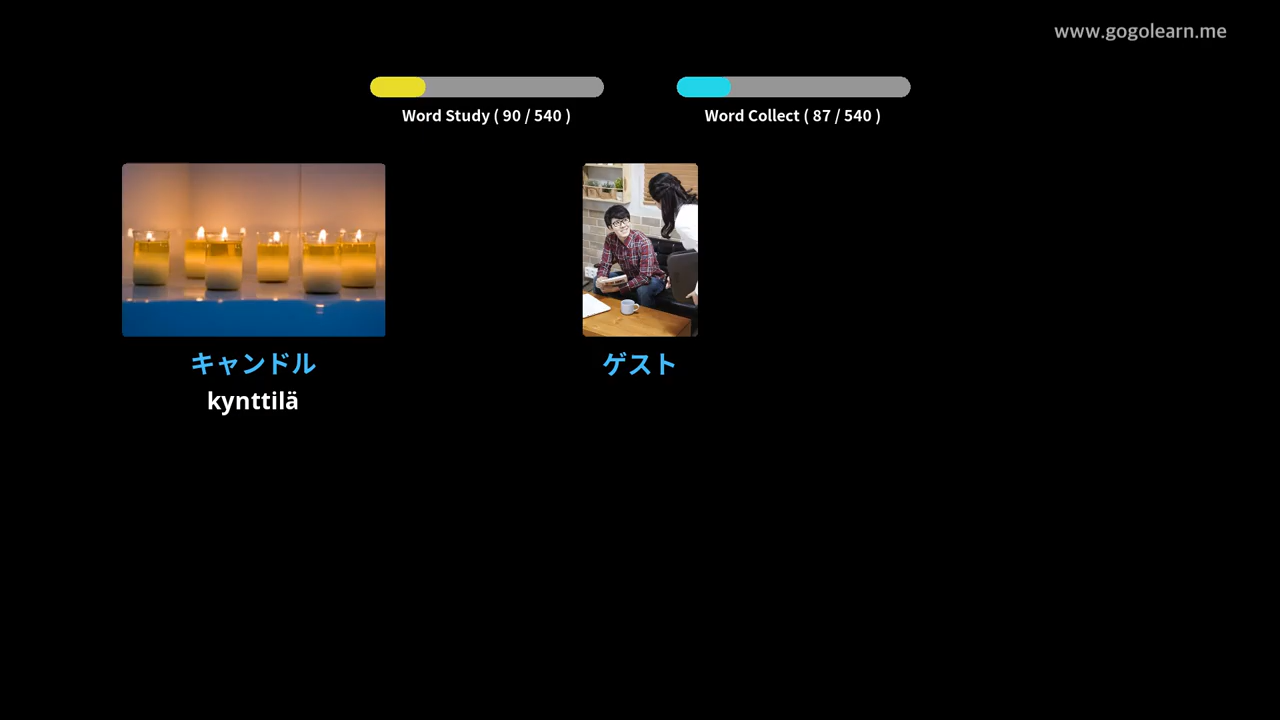 www.gogolearn.me
Word Study ( 90 / 540 )
Word Collect ( 87 / 540 )
キャンドル
kynttilä
ゲスト